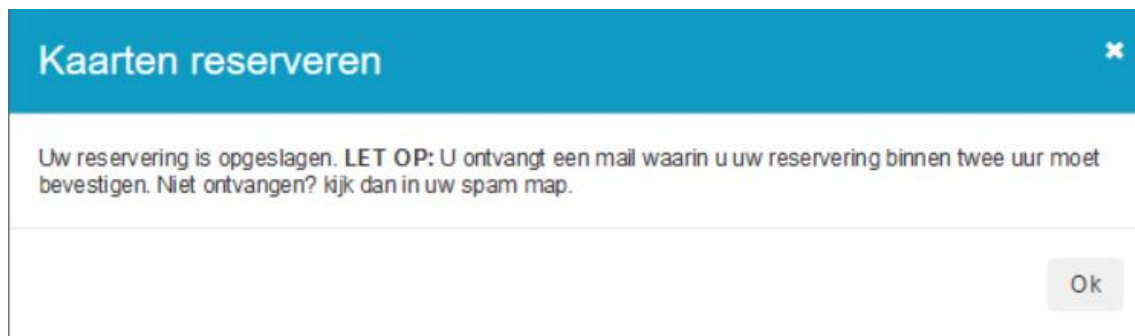 Kaarten reserveren
Uw reservering is opgeslagen. LET OP: U ontvangt een mail waarin u uw reservering binnen twee uur moet
bevestigen. Niet ontvangen? kijk dan in uw spam map.
Ok